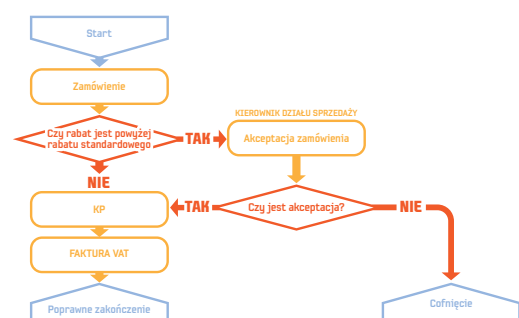 Start
Zamówienie
KIEROWNIK DZIAŁU SPRZEDAŻY
Czy rabat jest powyżej
rabatu standardowego
TAK
Akceptacja zamówienia
NIE
KP
TAK
Czy jest akceptacja?
NIE
FAKTURA VAT
Poprawne zakończenie
Cofnięcie